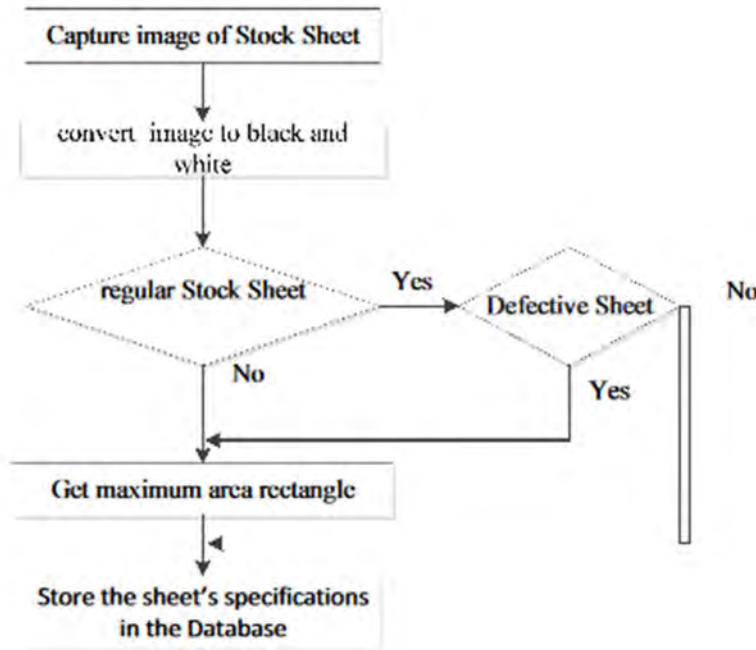 Capture image of Stock Sheet
convert image to black and
white
regular Stock Sheet
Yes
Defective Sheet
No
No
Yes
Get maximum area rectangle
Store the sheet's specifications
in the Database